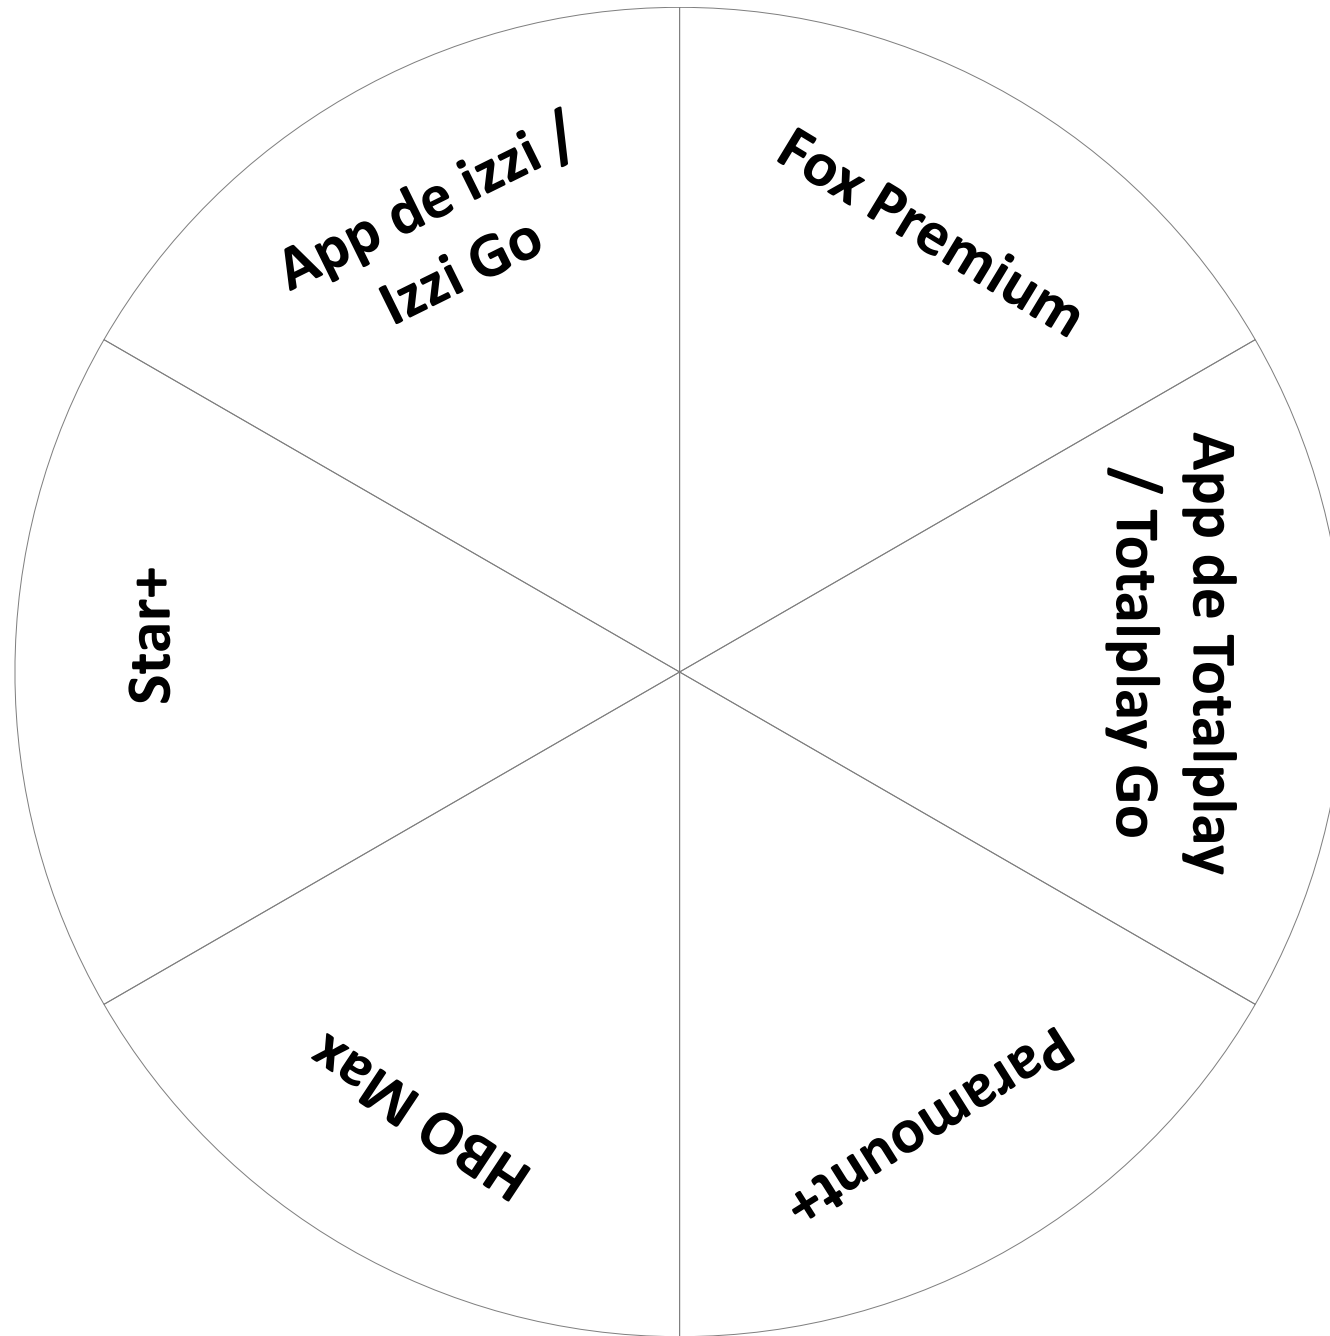 Fox Premium
App de Totalplay
/ Totalplay Go
Paramount+
HBO Max
Star+
App de izzi /
Izzi Go